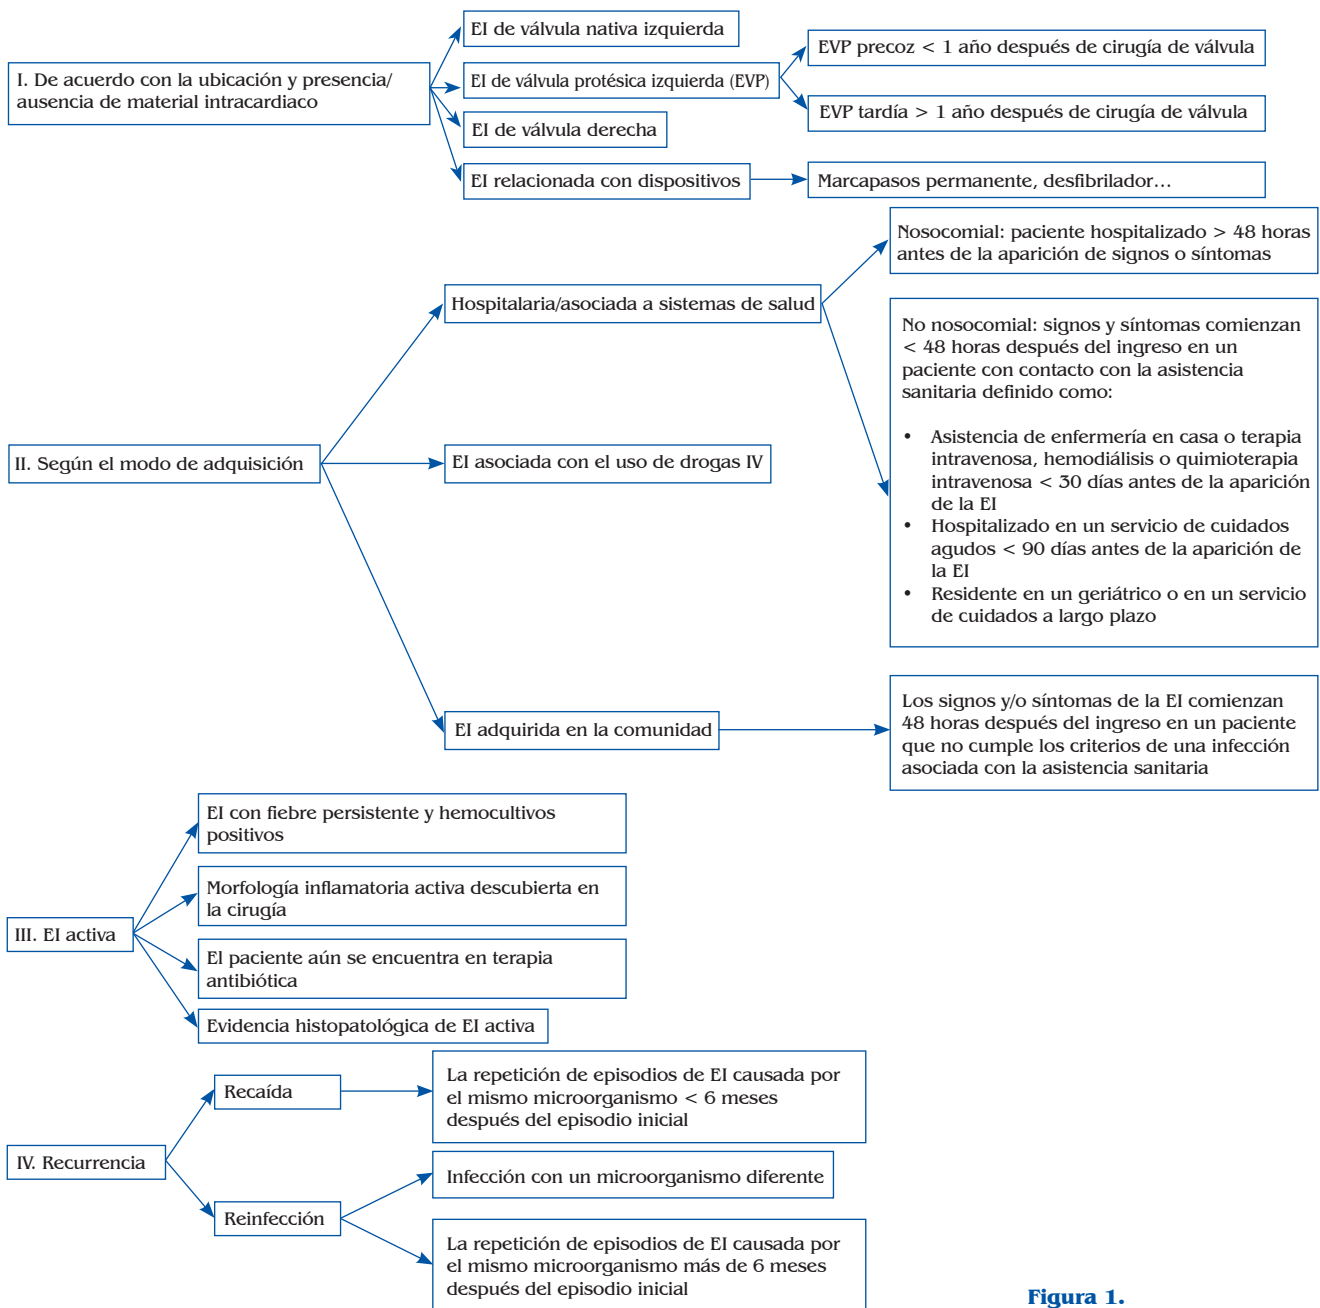 I. De acuerdo con la ubicación y presencia/
ausencia de material intracardiaco
EI de válvula nativa izquierda
EI de válvula protésica izquierda (EVP)
EVP precoz < 1 año después de cirugía de válvula
EVP tardía > 1 año después de cirugía de válvula
EI de válvula derecha
EI relacionada con dispositivos
Marcapasos permanente, desfibrilador…
II. Según el modo de adquisición
Hospitalaria/asociada a sistemas de salud
Nosocomial: paciente hospitalizado > 48 horas
antes de la aparición de signos o síntomas
No nosocomial: signos y síntomas comienzan
< 48 horas después del ingreso en un
paciente con contacto con la asistencia
sanitaria definido como:
• Asistencia de enfermería en casa o terapia
intravenosa, hemodiálisis o quimioterapia
intravenosa < 30 días antes de la aparición
de la EI
• Hospitalizado en un servicio de cuidados
agudos < 90 días antes de la aparición de
la EI
• Residente en un geriátrico o en un servicio
de cuidados a largo plazo
EI asociada con el uso de drogas IV
EI adquirida en la comunidad
Los signos y/o síntomas de la EI comienzan
48 horas después del ingreso en un paciente
que no cumple los criterios de una infección
asociada con la asistencia sanitaria
III. EI activa
EI con fiebre persistente y hemocultivos
positivos
Morfología inflamatoria activa descubierta en
la cirugía
El paciente aún se encuentra en terapia
antibiótica
Evidencia histopatológica de EI activa
IV. Recurrencia
Recaída
La repetición de episodios de EI causada por
el mismo microorganismo < 6 meses
después del episodio inicial
Reinfección
Infección con un microorganismo diferente
La repetición de episodios de EI causada por
el mismo microorganismo más de 6 meses
después del episodio inicial
Figura 1.